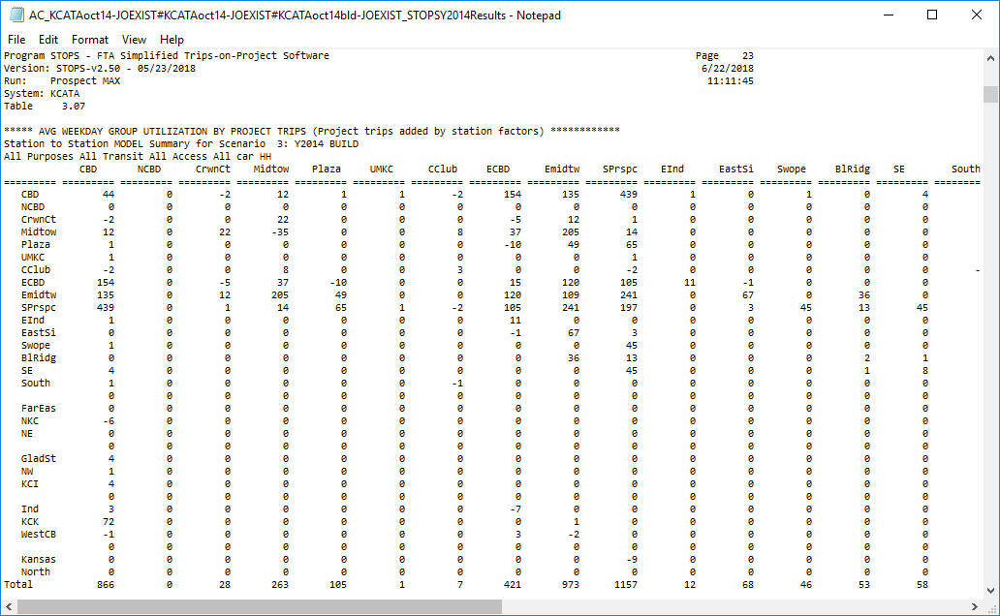 AC_KCATAoct14-JOEXIST#KCATAoct14-JOEXIST#KCATAoct14bld-JOEXIST_STOPSY2014Results - Notepad
File Edit Format View Help
Program STOPS - FTA Simplified Trips-on-Project Software Page 23
Version: STOPS-v2.50 - 05/23/2018 6/22/2018
Run: Prospect MAX 11:11:45
System: KCATA
Table 3.07
***** AVG WEEKDAY GROUP UTILIZATION BY PROJECT TRIPS (Project trips added by station factors) ************
Station to Station MODEL Summary for Scenario 3: Y2014 BUILD
All Purposes All Transit All Access All car HH
CBD NCBD CrwnCt Midtow Plaza UMKC CClub ECBD Emidtw SPrspc EInd EastSi Swope BlRidg SE South
========= ======== ======== ======== ======== ======== ======== ======== ======== ======== ======== ======== ======== ======== ======== ======== ========
CBD 44 0 -2 12 1 1 -2 154 135 439 1 0 1 0 4
NCBD 0 0 0 0 0 0 0 0 0 0 0 0 0 0 0
CrwnCt -2 0 0 22 0 0 0 -5 12 1 0 0 0 0 0
Midtow 12 0 22 -35 0 0 8 37 205 14 0 0 0 0 0
Plaza 1 0 0 0 0 0 0 -10 49 65 0 0 0 0 0
UMKC 1 0 0 0 0 0 0 0 0 1 0 0 0 0 0
CClub -2 0 0 8 0 0 3 0 0 -2 0 0 0 0 0 -
ECBD 154 0 -5 37 -10 0 0 15 120 105 11 -1 0 0 0
Emidtw 135 0 12 205 49 0 0 120 109 241 0 67 0 36 0
SPrspc 439 0 1 14 65 1 -2 105 241 197 0 3 45 13 45
EInd 1 0 0 0 0 0 0 11 0 0 0 0 0 0 0
EastSi 0 0 0 0 0 0 0 -1 67 3 0 0 0 0 0
Swope 1 0 0 0 0 0 0 0 0 45 0 0 0 0 0
BlRidg 0 0 0 0 0 0 0 0 36 13 0 0 0 2 1
SE 4 0 0 0 0 0 0 0 0 45 0 0 0 1 8
South 1 0 0 0 0 0 -1 0 0 0 0 0 0 0 0
0 0 0 0 0 0 0 0 0 0 0 0 0 0 0
FarEas 0 0 0 0 0 0 0 0 0 0 0 0 0 0 0
NKC -6 0 0 0 0 0 0 0 0 0 0 0 0 0 0
NE 0 0 0 0 0 0 0 0 0 0 0 0 0 0 0
0 0 0 0 0 0 0 0 0 0 0 0 0 0 0
GladSt 4 0 0 0 0 0 0 0 0 0 0 0 0 0 0
NW 1 0 0 0 0 0 0 0 0 0 0 0 0 0 0
KCI 4 0 0 0 0 0 0 0 0 0 0 0 0 0 0
0 0 0 0 0 0 0 0 0 0 0 0 0 0 0
Ind 3 0 0 0 0 0 0 -7 0 0 0 0 0 0 0
KCK 72 0 0 0 0 0 0 0 1 0 0 0 0 0 0
WestCB -1 0 0 0 0 0 0 3 -2 0 0 0 0 0 0
0 0 0 0 0 0 0 0 0 0 0 0 0 0 0
Kansas 0 0 0 0 0 0 0 0 0 -9 0 0 0 0 0
North 0 0 0 0 0 0 0 0 0 0 0 0 0 0 0
Total 866 0 28 263 105 1 7 421 973 1157 12 68 46 53 58